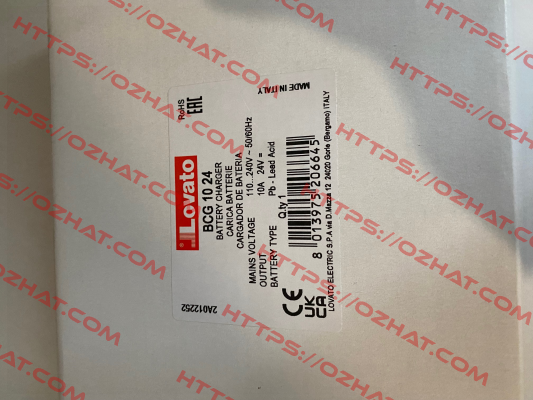 Lovato
RoHS
EAC
BCG 10 24
BATTERY CHARGER
CARICA BATTERIE
CARGADOR DE BATERIA
MAINS VOLTAGE 110...240V ~ 50/60Hz
OUTPUT 10A 24V =
BATTERY TYPE Pb - Lead Acid
Q.ty 1
8 013975 206645
MADE IN ITALY
CE
UK
CA
LOVATO ELECTRIC S.P.A via D.Mazza 12 24020 Gorle (Bergamo) ITALY
2A012252
HTTPS://OZHAT.COM
HTTPS://OZHAT.COM
HTTPS://OZHAT.COM
HTTPS://OZHAT.COM
HTTPS://OZHAT.COM
HTTPS://OZHAT.COM